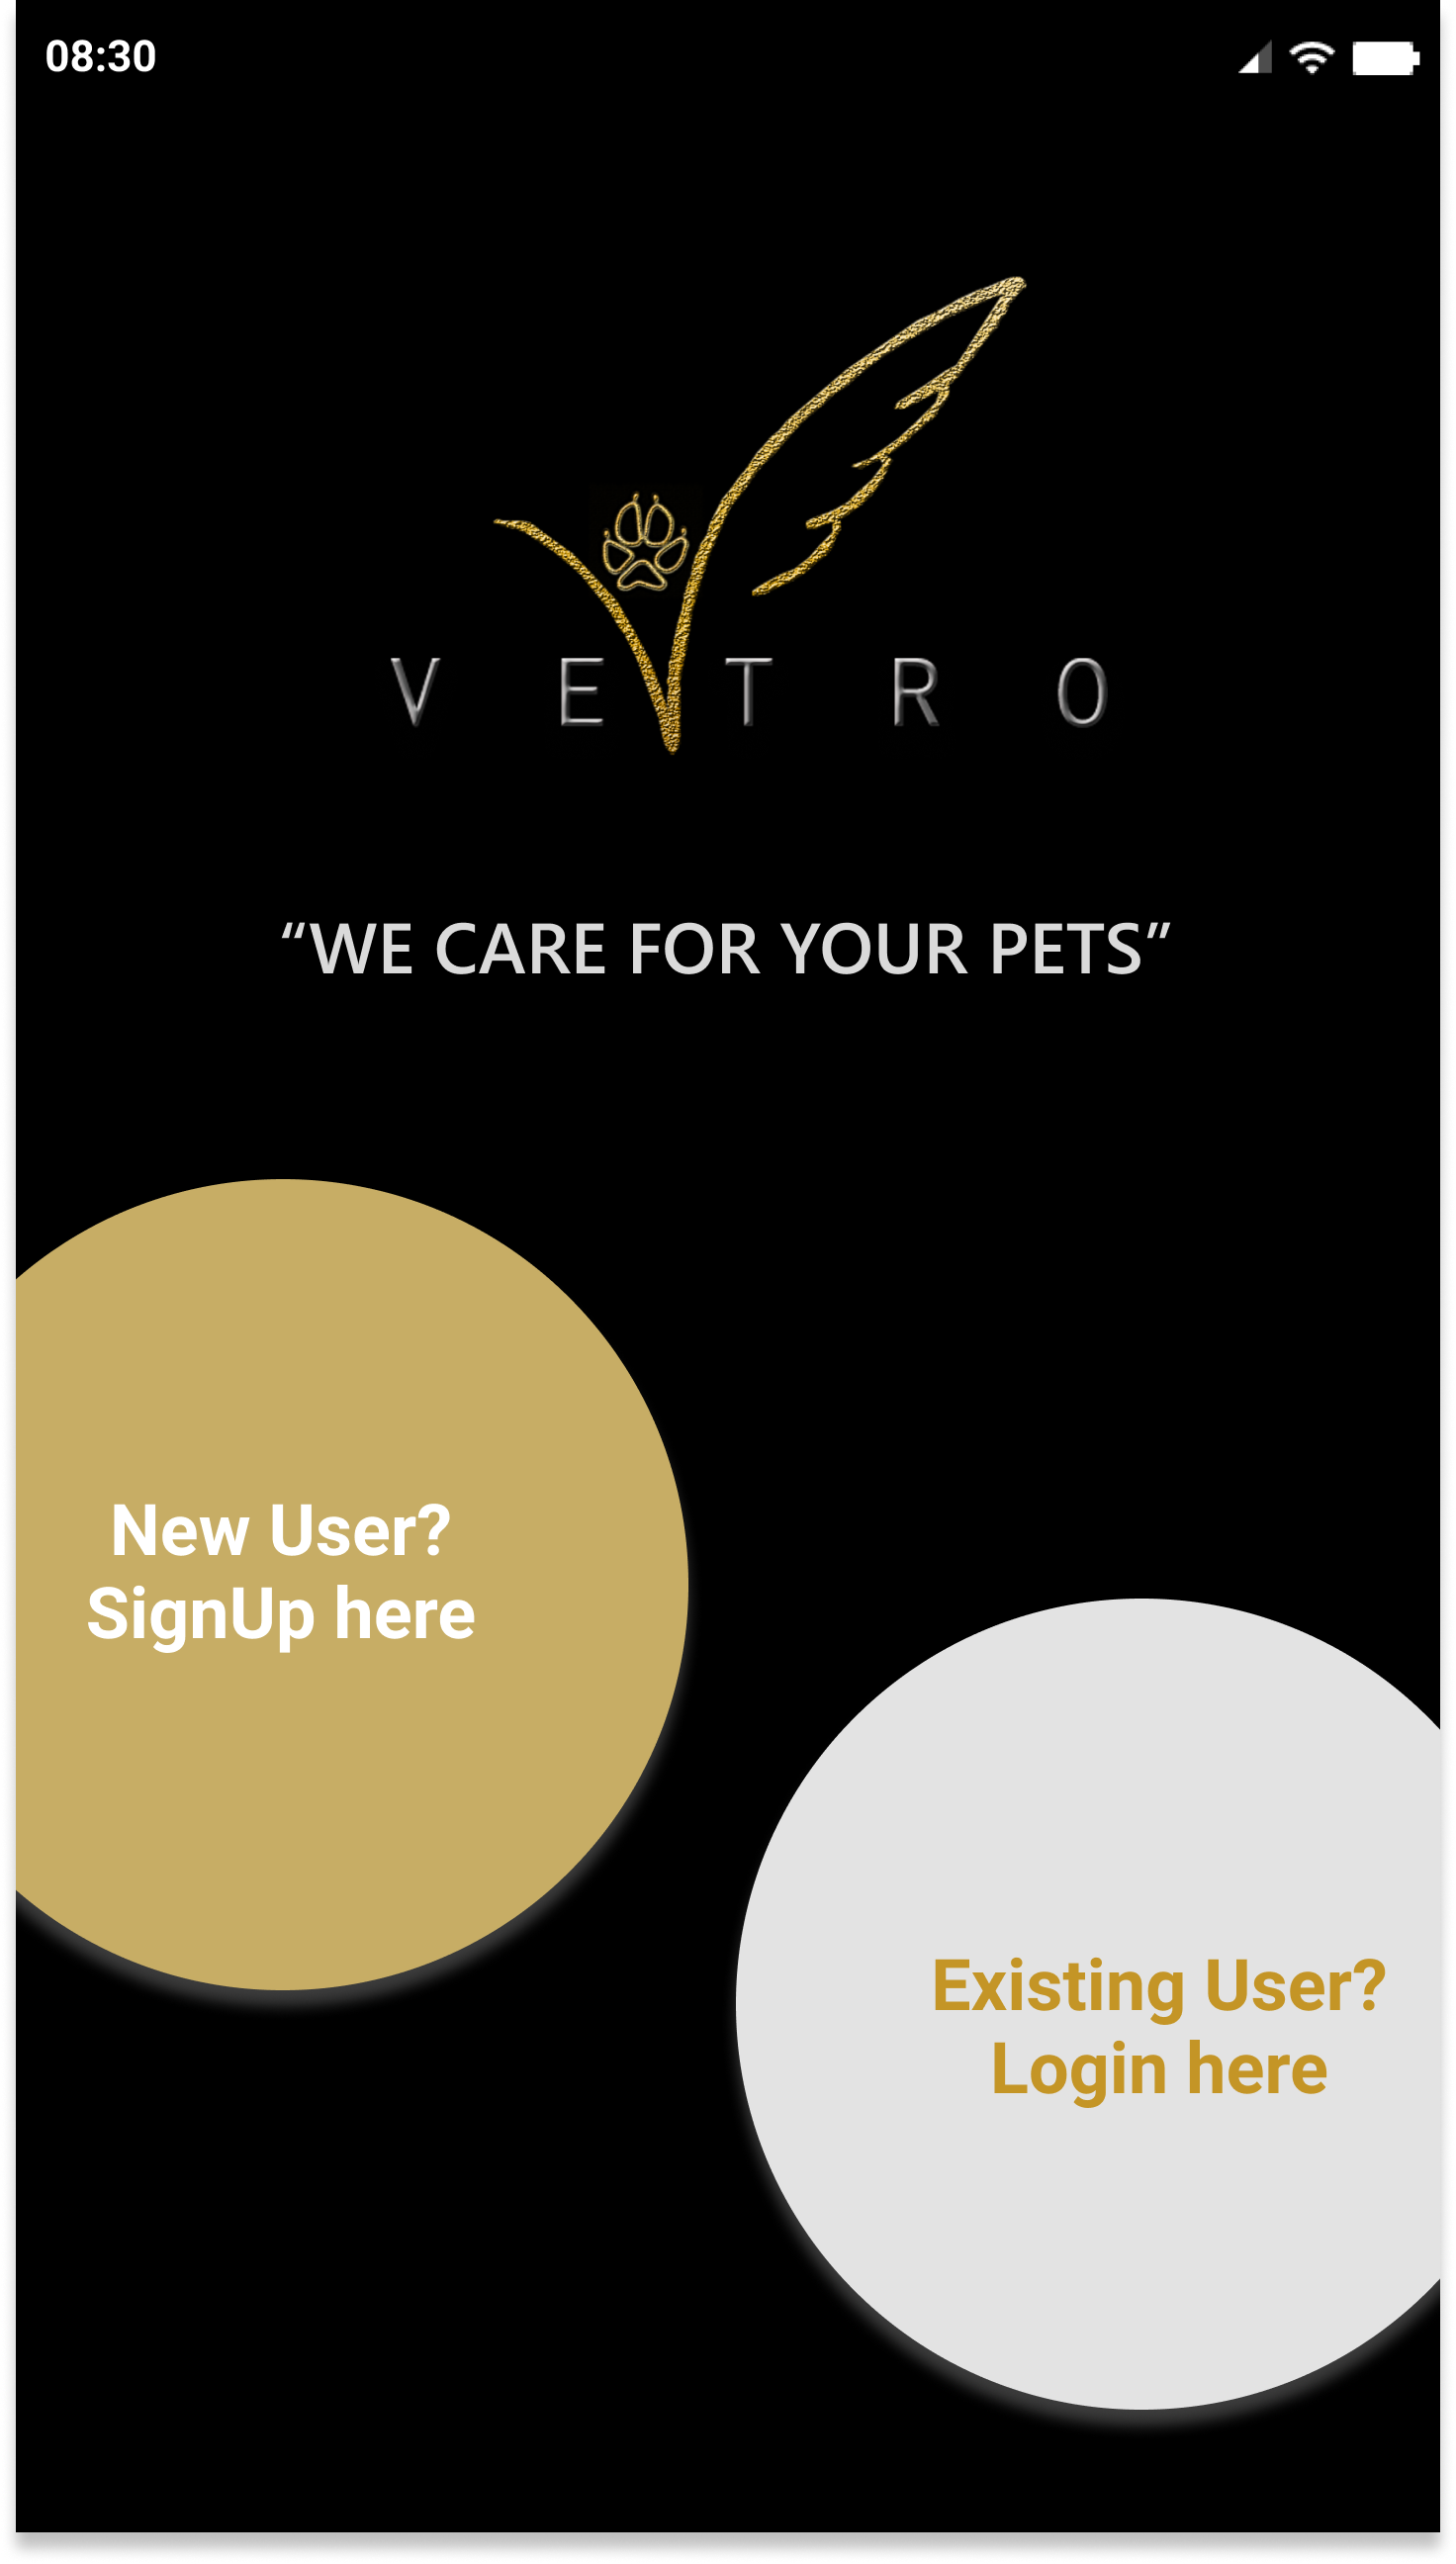 08:30
V E T R O
“WE CARE FOR YOUR PETS”
New User?
SignUp here
Existing User?
Login here